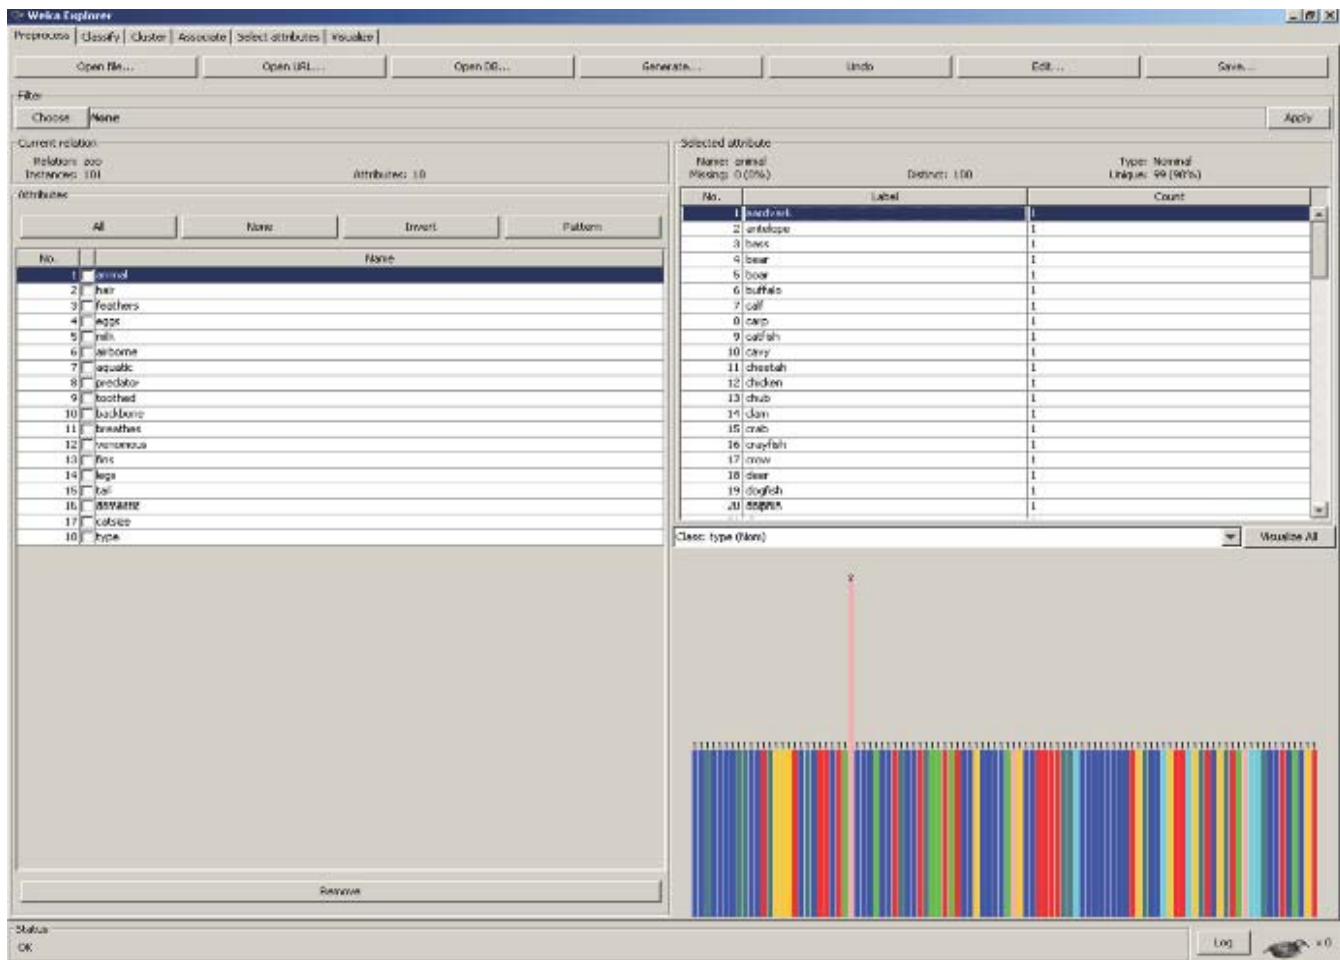 Weka Explorer
Preprocess Classify Cluster Associate Select attributes Visualize
Open file... Open URL... Open DB... Generate... Undo Edit... Save...
Filter
Choose None Apply
Current relation
Relation: zoo
Instances: 101 Attributes: 18
Attributes
All None Invert Pattern
No. Name
1 animal
2 hair
3 feathers
4 eggs
5 milk
6 airborne
7 aquatic
8 predator
9 toothed
10 backbone
11 breathes
12 venomous
13 fins
14 legs
15 tail
16 domestic
17 catsize
18 type
Remove
Selected attribute
Name: animal Type: Nominal
Missing: 0 (0%) Distinct: 100 Unique: 99 (98%)
No. Label Count
1 aardvark 1
2 antelope 1
3 bass 1
4 bear 1
5 boar 1
6 buffalo 1
7 calf 1
8 carp 1
9 catfish 1
10 cavy 1
11 cheetah 1
12 chicken 1
13 chub 1
14 clam 1
15 crab 1
16 crayfish 1
17 crow 1
18 deer 1
19 dogfish 1
20 dolphin 1
Class: type (Nom) Visualize All
2
Status
OK Log x 0